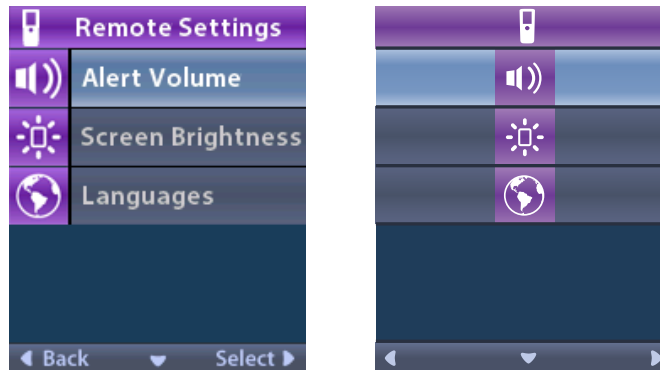 Remote Settings
Alert Volume
Screen Brightness
Languages
Back Select